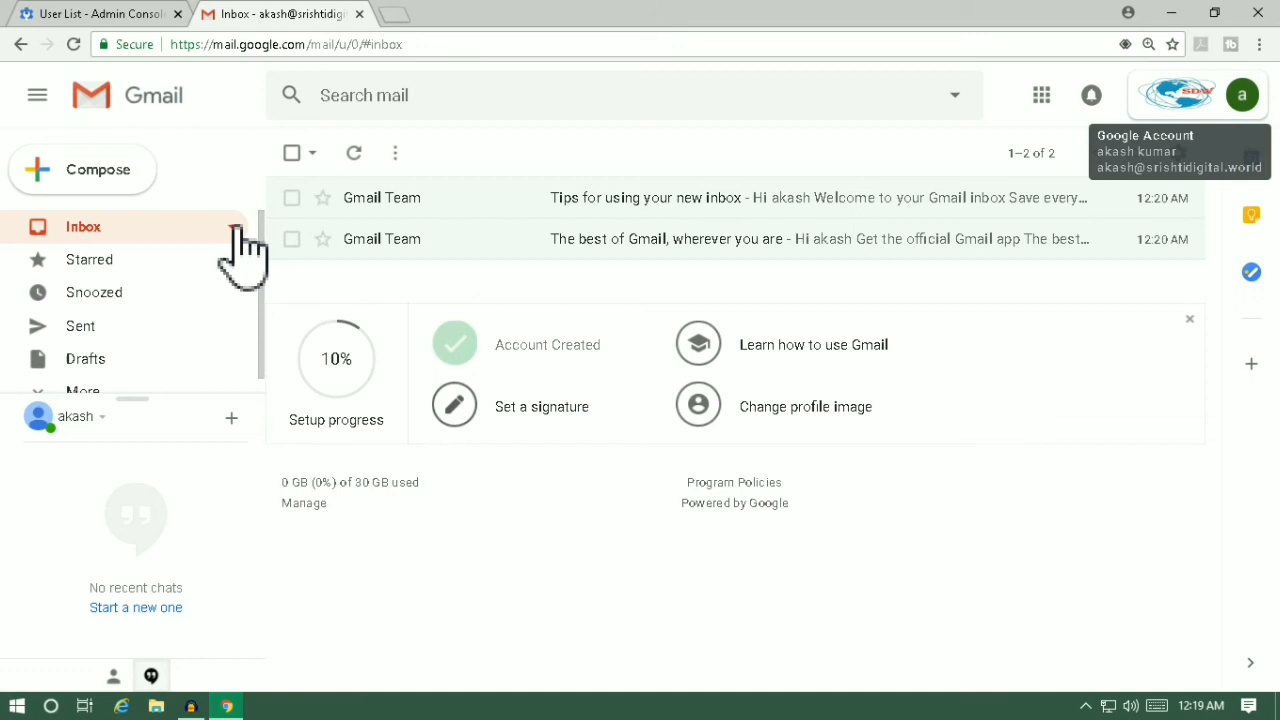 User List - Admin Consol
Inbox - akash@srishtidigi
Secure
https://mail.google.com/mail/u/0/#inbox
Gmail
Search mail
SDW
a
Google Account
akash kumar
akash@srishtidigital.world
Compose
1–2 of 2
Inbox
Gmail Team Tips for using your new inbox - Hi akash Welcome to your Gmail inbox Save every… 12:20 AM
Gmail Team The best of Gmail, wherever you are - Hi akash Get the official Gmail app The best… 12:20 AM
Starred
Snoozed
Sent
Drafts
More
10%
Setup progress
Account Created
Learn how to use Gmail
Set a signature
Change profile image
akash
0 GB (0%) of 30 GB used
Manage
Program Policies
Powered by Google
No recent chats
Start a new one
12:19 AM